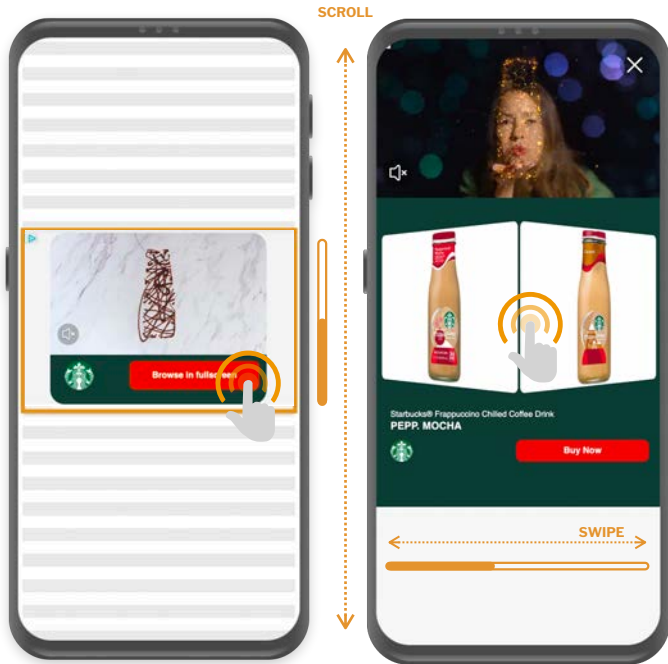 SCROLL
Browse in fullscreen
Starbucks® Frappuccino Chilled Coffee Drink
PEPP. MOCHA
Buy Now
SWIPE